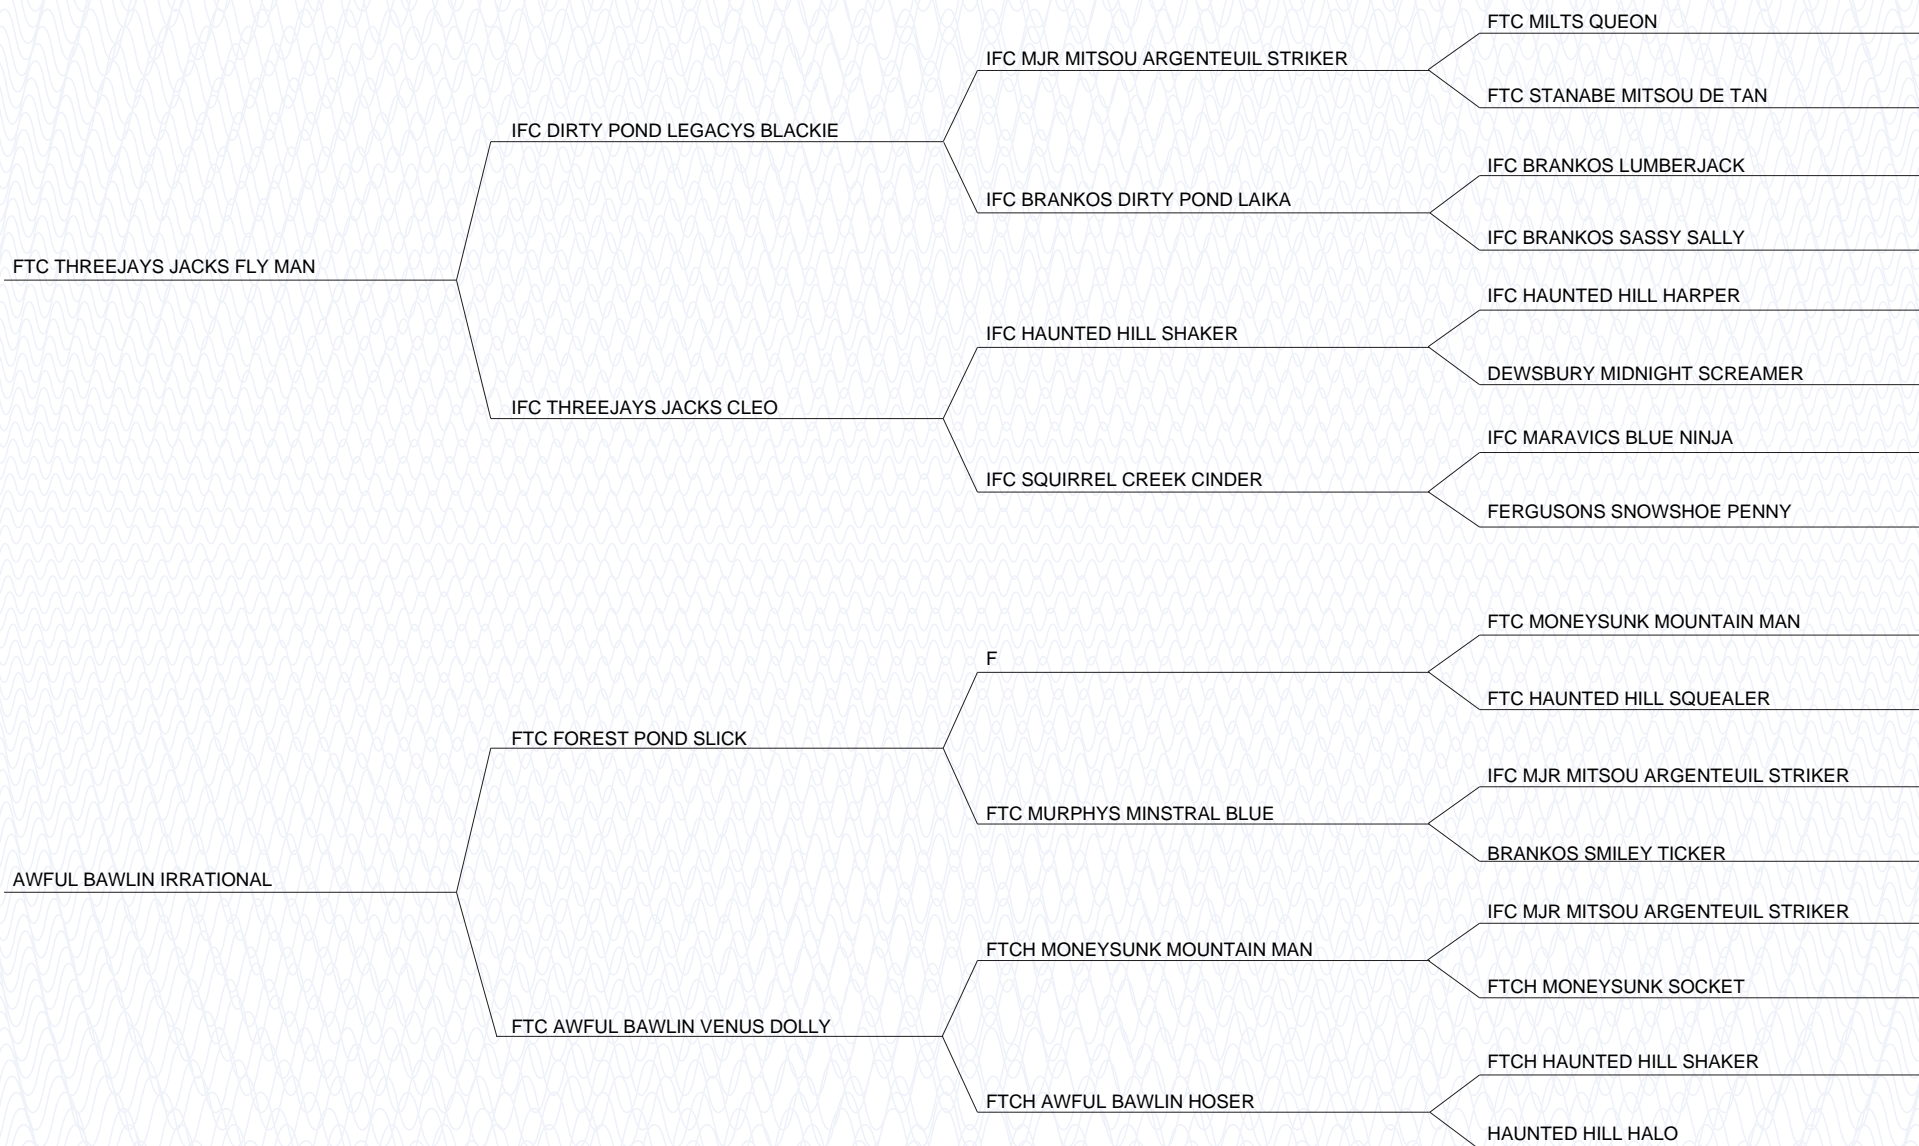 FTC MILTS QUEON
IFC MJR MITSOU ARGENTEUIL STRIKER
FTC STANABE MITSOU DE TAN
IFC DIRTY POND LEGACYS BLACKIE
IFC BRANKOS LUMBERJACK
IFC BRANKOS DIRTY POND LAIKA
IFC BRANKOS SASSY SALLY
FTC THREEJAYS JACKS FLY MAN
IFC HAUNTED HILL HARPER
IFC HAUNTED HILL SHAKER
DEWSBURY MIDNIGHT SCREAMER
IFC THREEJAYS JACKS CLEO
IFC MARAVICS BLUE NINJA
IFC SQUIRREL CREEK CINDER
FERGUSONS SNOWSHOE PENNY
FTC MONEYSUNK MOUNTAIN MAN
F
FTC HAUNTED HILL SQUEALER
FTC FOREST POND SLICK
IFC MJR MITSOU ARGENTEUIL STRIKER
FTC MURPHYS MINSTRAL BLUE
BRANKOS SMILEY TICKER
AWFUL BAWLIN IRRATIONAL
IFC MJR MITSOU ARGENTEUIL STRIKER
FTCH MONEYSUNK MOUNTAIN MAN
FTCH MONEYSUNK SOCKET
FTC AWFUL BAWLIN VENUS DOLLY
FTCH HAUNTED HILL SHAKER
FTCH AWFUL BAWLIN HOSER
HAUNTED HILL HALO